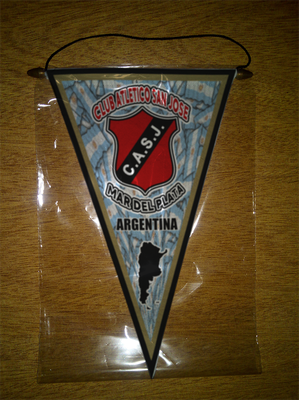 CLUB ATLETICO SAN JOSE
C.A.S.J.
MAR DEL PLATA
ARGENTINA